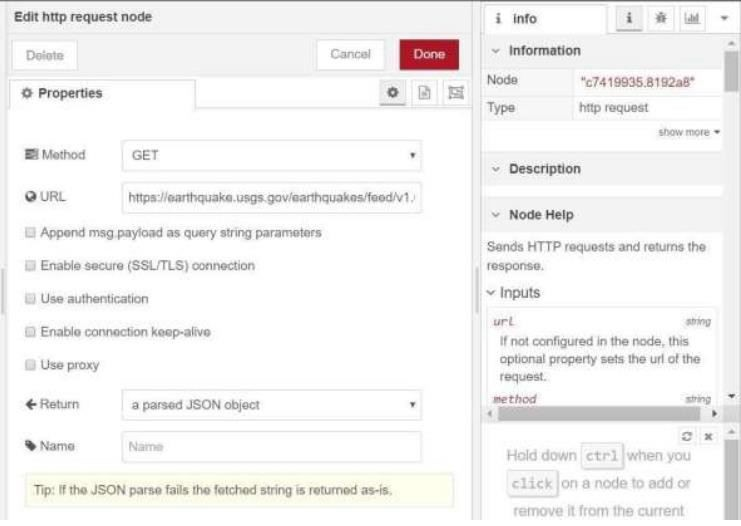 Edit http request node
Delete
Cancel
Done
Properties
Method
GET
URL
https://earthquake.usgs.gov/earthquakes/feed/v1.
Append msg.payload as query string parameters
Enable secure (SSL/TLS) connection
Use authentication
Enable connection keep-alive
Use proxy
Return
a parsed JSON object
Name
Name
Tip: If the JSON parse fails the fetched string is returned as-is.
i info
i
Information
Node "c7419935.8192a8"
Type http request
show more
Description
Node Help
Sends HTTP requests and returns the
response.
Inputs
url string
If not configured in the node, this
optional property sets the url of the
request.
method string
Hold down ctrl when you
click on a node to add or
remove it from the current